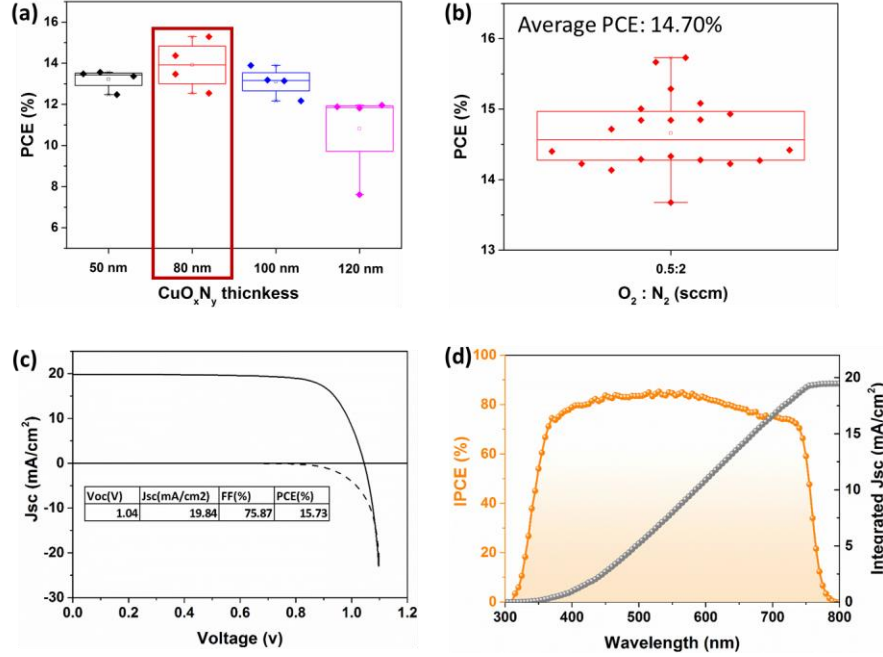 (a)
PCE (%)
16
14
12
10
8
6
50 nm 80 nm 100 nm 120 nm
CuOxNy thicnkess
(b)
Average PCE: 14.70%
PCE (%)
16
15
14
13
0.5:2
O2 : N2 (sccm)
(c)
Jsc (mA/cm²)
30
20
10
0
-10
-20
-30
Voc(V) Jsc(mA/cm2) FF(%) PCE(%)
1.04 19.84 75.87 15.73
0.0 0.2 0.4 0.6 0.8 1.0 1.2
Voltage (v)
(d)
IPCE (%)
100
80
60
40
20
0
Integrated Jsc (mA/cm²)
20
15
10
5
0
300 400 500 600 700 800
Wavelength (nm)